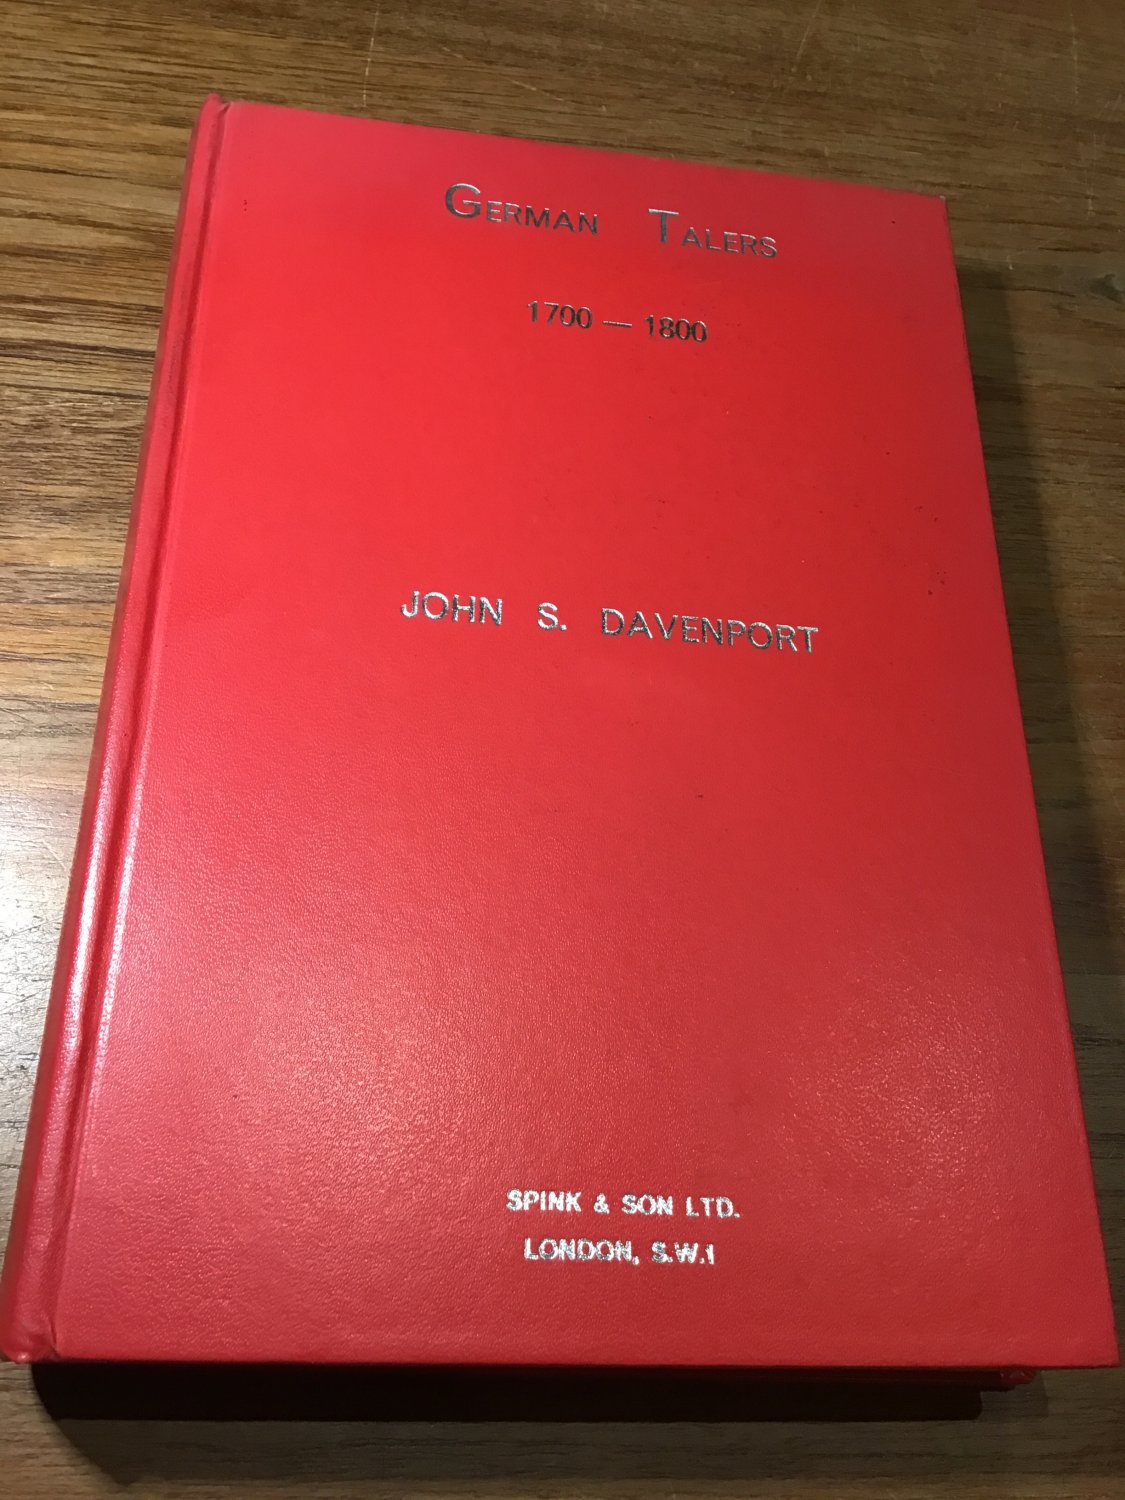 GERMAN TALERS
1700 — 1800
JOHN S. DAVENPORT
SPINK & SON LTD.
LONDON, S.W.1